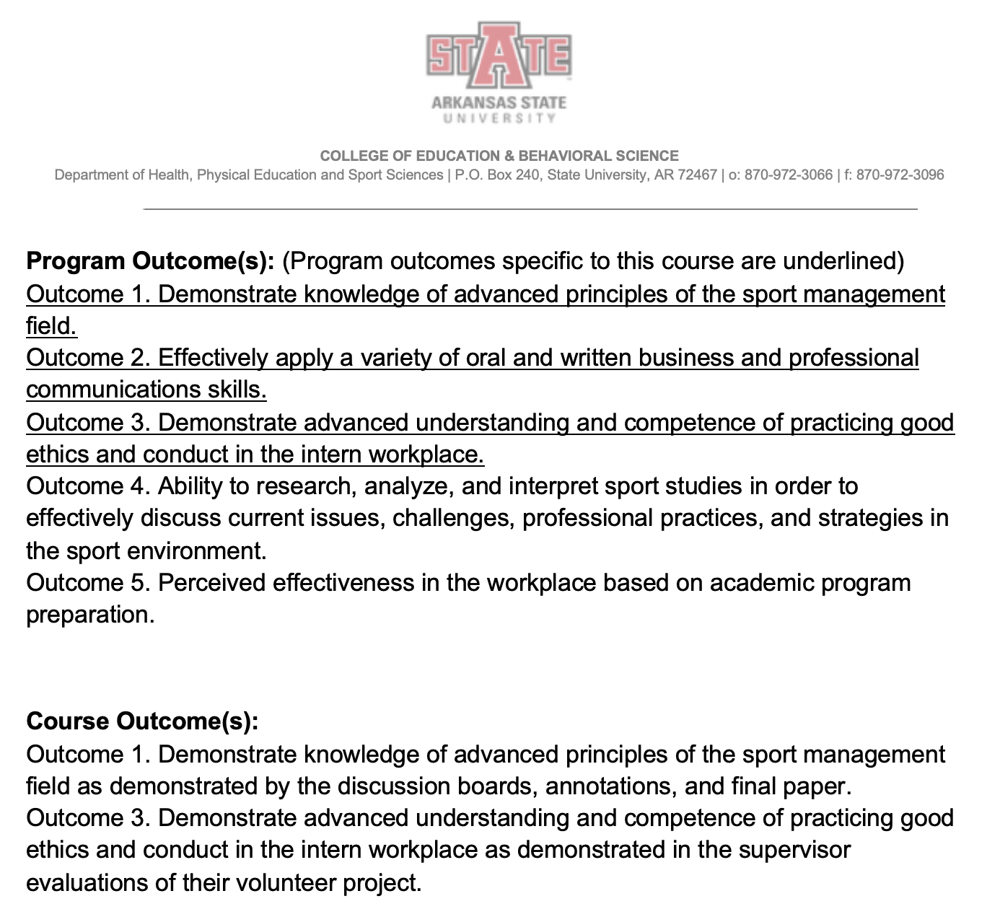 STATE
ARKANSAS STATE
UNIVERSITY
COLLEGE OF EDUCATION & BEHAVIORAL SCIENCE
Department of Health, Physical Education and Sport Sciences | P.O. Box 240, State University, AR 72467 | o: 870-972-3066 | f: 870-972-3096
Program Outcome(s): (Program outcomes specific to this course are underlined)
Outcome 1. Demonstrate knowledge of advanced principles of the sport management
field.
Outcome 2. Effectively apply a variety of oral and written business and professional
communications skills.
Outcome 3. Demonstrate advanced understanding and competence of practicing good
ethics and conduct in the intern workplace.
Outcome 4. Ability to research, analyze, and interpret sport studies in order to
effectively discuss current issues, challenges, professional practices, and strategies in
the sport environment.
Outcome 5. Perceived effectiveness in the workplace based on academic program
preparation.
Course Outcome(s):
Outcome 1. Demonstrate knowledge of advanced principles of the sport management
field as demonstrated by the discussion boards, annotations, and final paper.
Outcome 3. Demonstrate advanced understanding and competence of practicing good
ethics and conduct in the intern workplace as demonstrated in the supervisor
evaluations of their volunteer project.